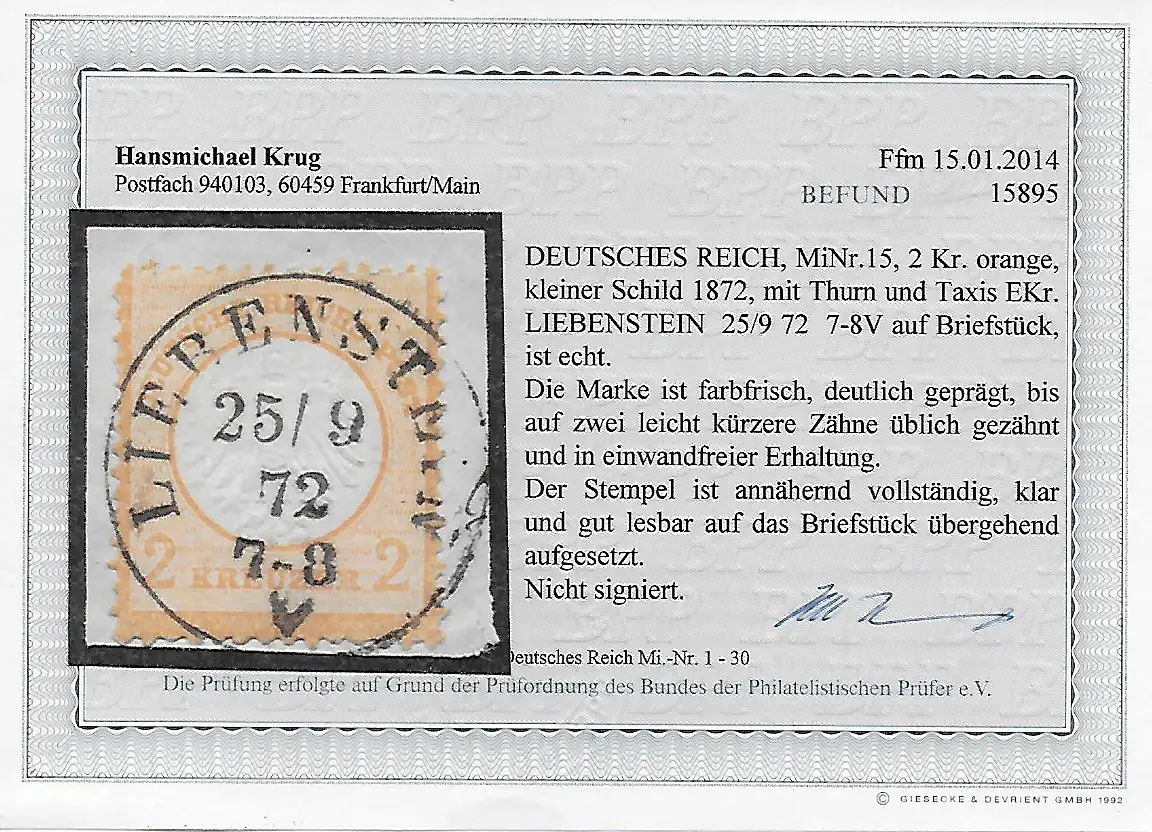 Hansmichael Krug
Postfach 940103, 60459 Frankfurt/Main
Ffm 15.01.2014
BEFUND 15895
LIEBENSTEIN
25/9
72
7-8
V
2 KREUZER 2
DEUTSCHES REICH, MiNr.15, 2 Kr. orange,
kleiner Schild 1872, mit Thurn und Taxis EKr.
LIEBENSTEIN 25/9 72 7-8V auf Briefstück,
ist echt.
Die Marke ist farbfrisch, deutlich geprägt, bis
auf zwei leicht kürzere Zähne üblich gezähnt
und in einwandfreier Erhaltung.
Der Stempel ist annähernd vollständig, klar
und gut lesbar auf das Briefstück übergehend
aufgesetzt.
Nicht signiert.
Deutsches Reich Mi.-Nr. 1 - 30
Die Prüfung erfolgte auf Grund der Prüfordnung des Bundes der Philatelistischen Prüfer e.V.
© GIESECKE & DEVRIENT GMBH 1992